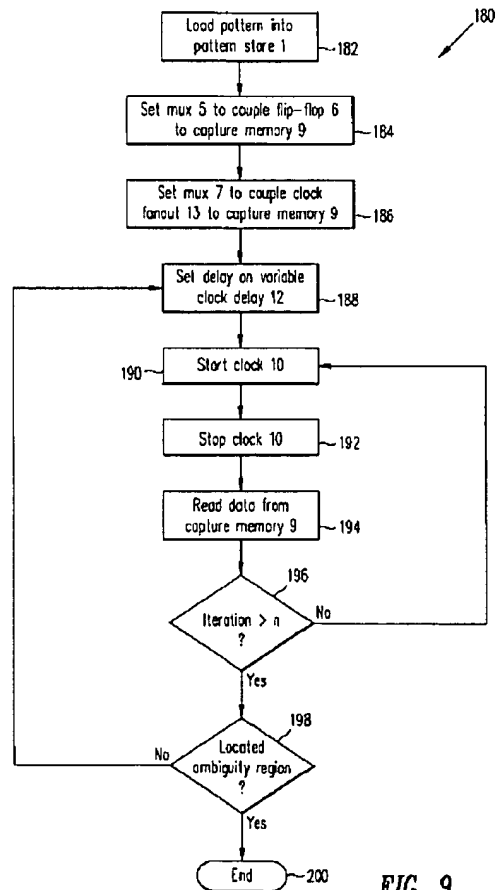 180
Load pattern into
pattern store 1
182
Set mux 5 to couple flip-flop 6
to capture memory 9
184
Set mux 7 to couple clock
fanout 13 to capture memory 9
186
Set delay on variable
clock delay 12
188
190
Start clock 10
Stop clock 10
192
Read data from
capture memory 9
194
196
Iteration > n
?
No
Yes
198
No
Located
ambiguity region
?
Yes
End
200
FIG. 9